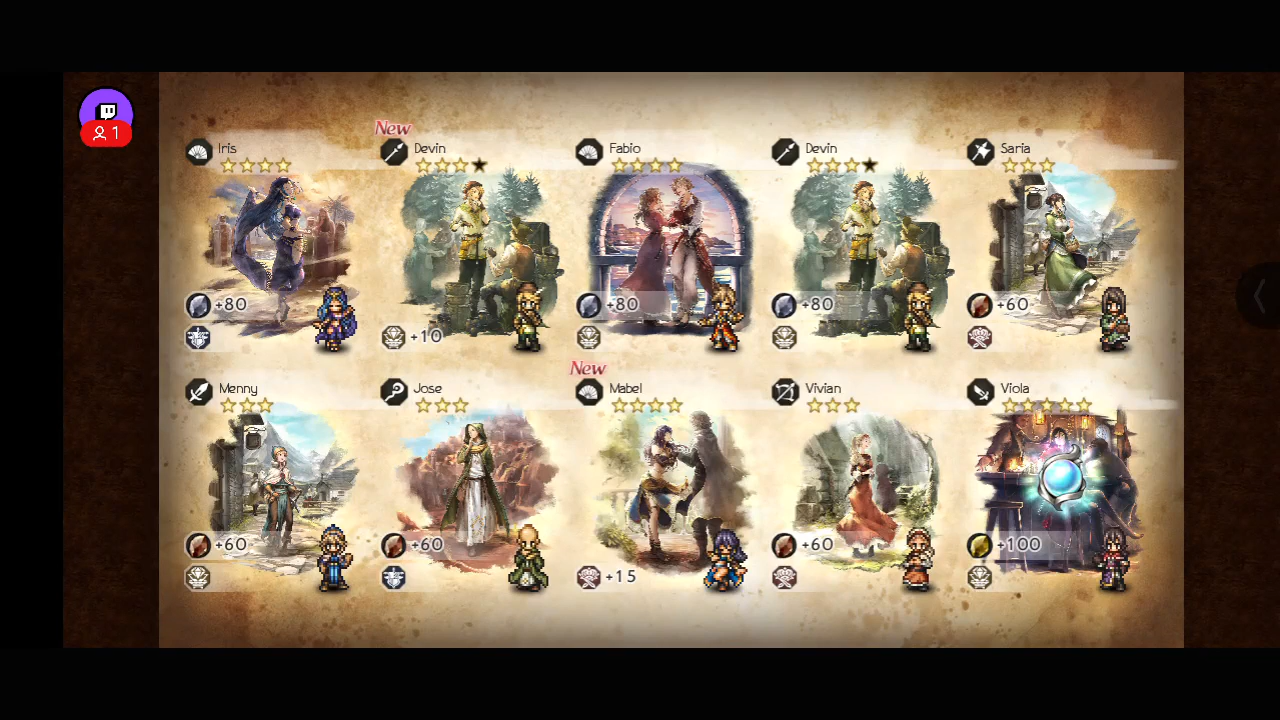 1
Iris
New
Devin
Fabio
Devin
Saria
+80
+10
+80
+80
+60
Menny
Jose
New
Mabel
Vivian
Viola
+60
+60
+15
+60
+100